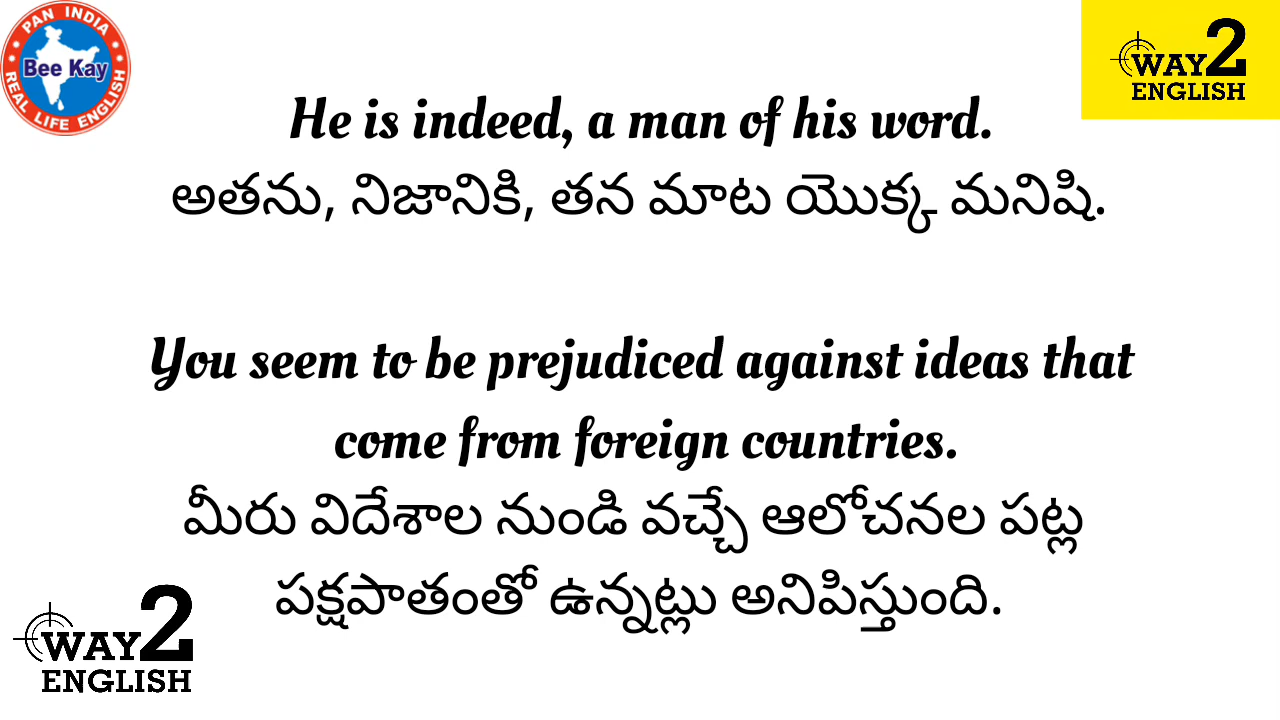 PAN INDIA
Bee Kay
REAL LIFE ENGLISH
WAY2
ENGLISH
He is indeed, a man of his word.
అతను, నిజానికి, తన మాట యొక్క మనిషి.
You seem to be prejudiced against ideas that
come from foreign countries.
మీరు విదేశాల నుండి వచ్చే ఆలోచనల పట్ల
పక్షపాతంతో ఉన్నట్లు అనిపిస్తుంది.
WAY2
ENGLISH